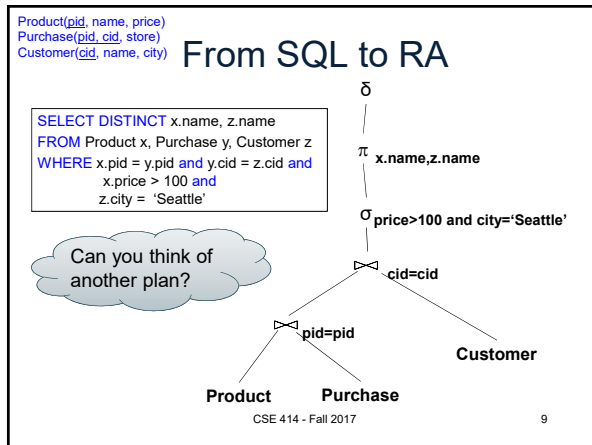 Product(pid, name, price)
Purchase(pid, cid, store)
Customer(cid, name, city)
From SQL to RA
SELECT DISTINCT x.name, z.name
FROM Product x, Purchase y, Customer z
WHERE x.pid = y.pid and y.cid = z.cid and
x.price > 100 and
z.city = ‘Seattle’
Can you think of
another plan?
δ
π x.name,z.name
σ price>100 and city=‘Seattle’
⋈ cid=cid
⋈ pid=pid
Customer
Product Purchase
CSE 414 - Fall 2017 9